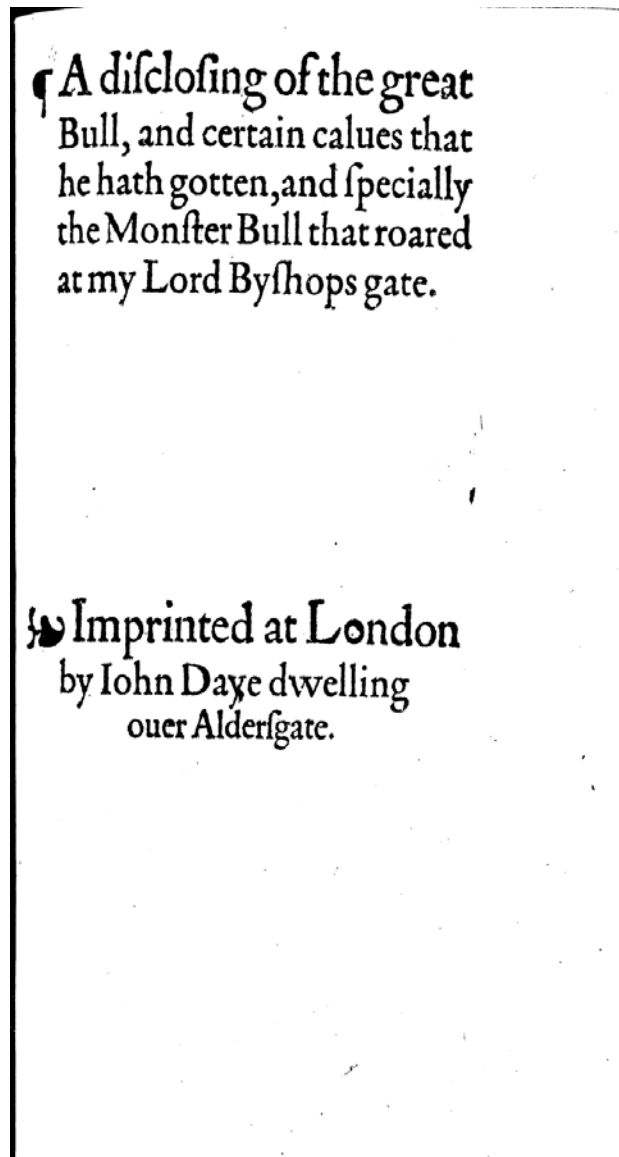 ¶ A diſcloſing of the great
Bull, and certain calues that
he hath gotten, and ſpecially
the Monſter Bull that roared
at my Lord Byſhops gate.
❧ Imprinted at London
by Iohn Daye dwelling
ouer Alderſgate.